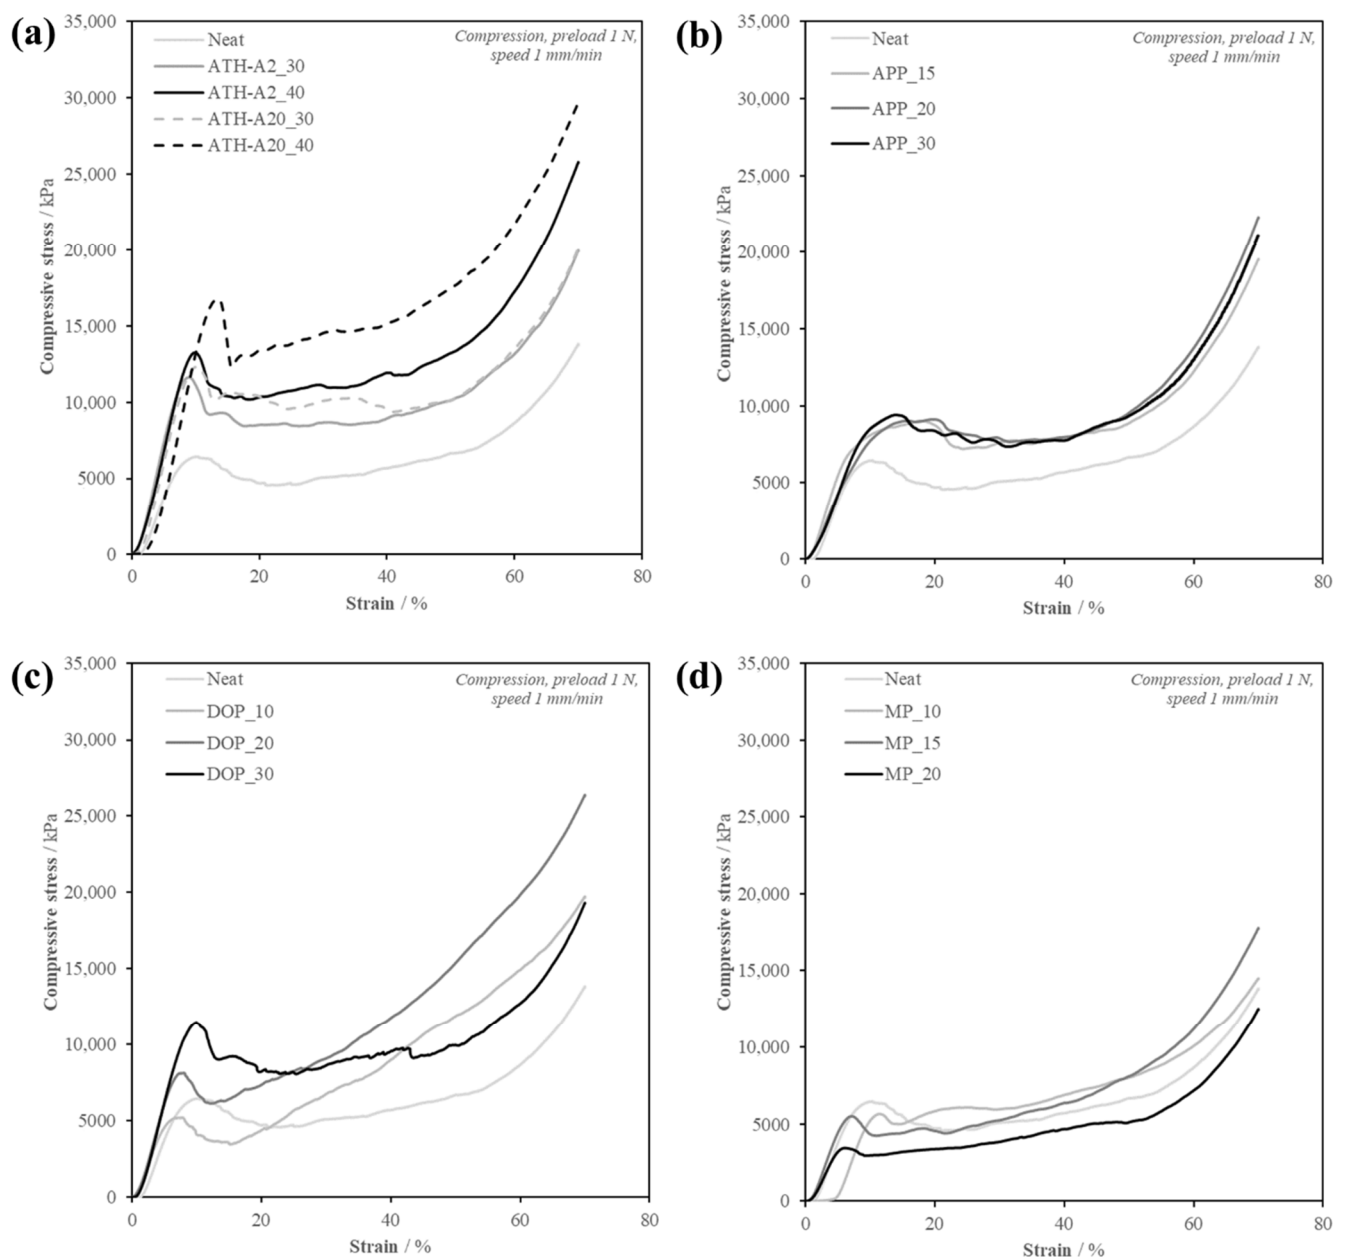 (a)
35,000
30,000
25,000
20,000
15,000
10,000
5000
0
Compressive stress / kPa
Neat
ATH-A2_30
ATH-A2_40
ATH-A20_30
ATH-A20_40
Compression, preload 1 N,
speed 1 mm/min
0 20 40 60 80
Strain / %
(b)
35,000
30,000
25,000
20,000
15,000
10,000
5000
0
Compressive stress / kPa
Neat
APP_15
APP_20
APP_30
Compression, preload 1 N,
speed 1 mm/min
0 20 40 60 80
Strain / %
(c)
35,000
30,000
25,000
20,000
15,000
10,000
5000
0
Compressive stress / kPa
Neat
DOP_10
DOP_20
DOP_30
Compression, preload 1 N,
speed 1 mm/min
0 20 40 60 80
Strain / %
(d)
35,000
30,000
25,000
20,000
15,000
10,000
5000
0
Compressive stress / kPa
Neat
MP_10
MP_15
MP_20
Compression, preload 1 N,
speed 1 mm/min
0 20 40 60 80
Strain / %